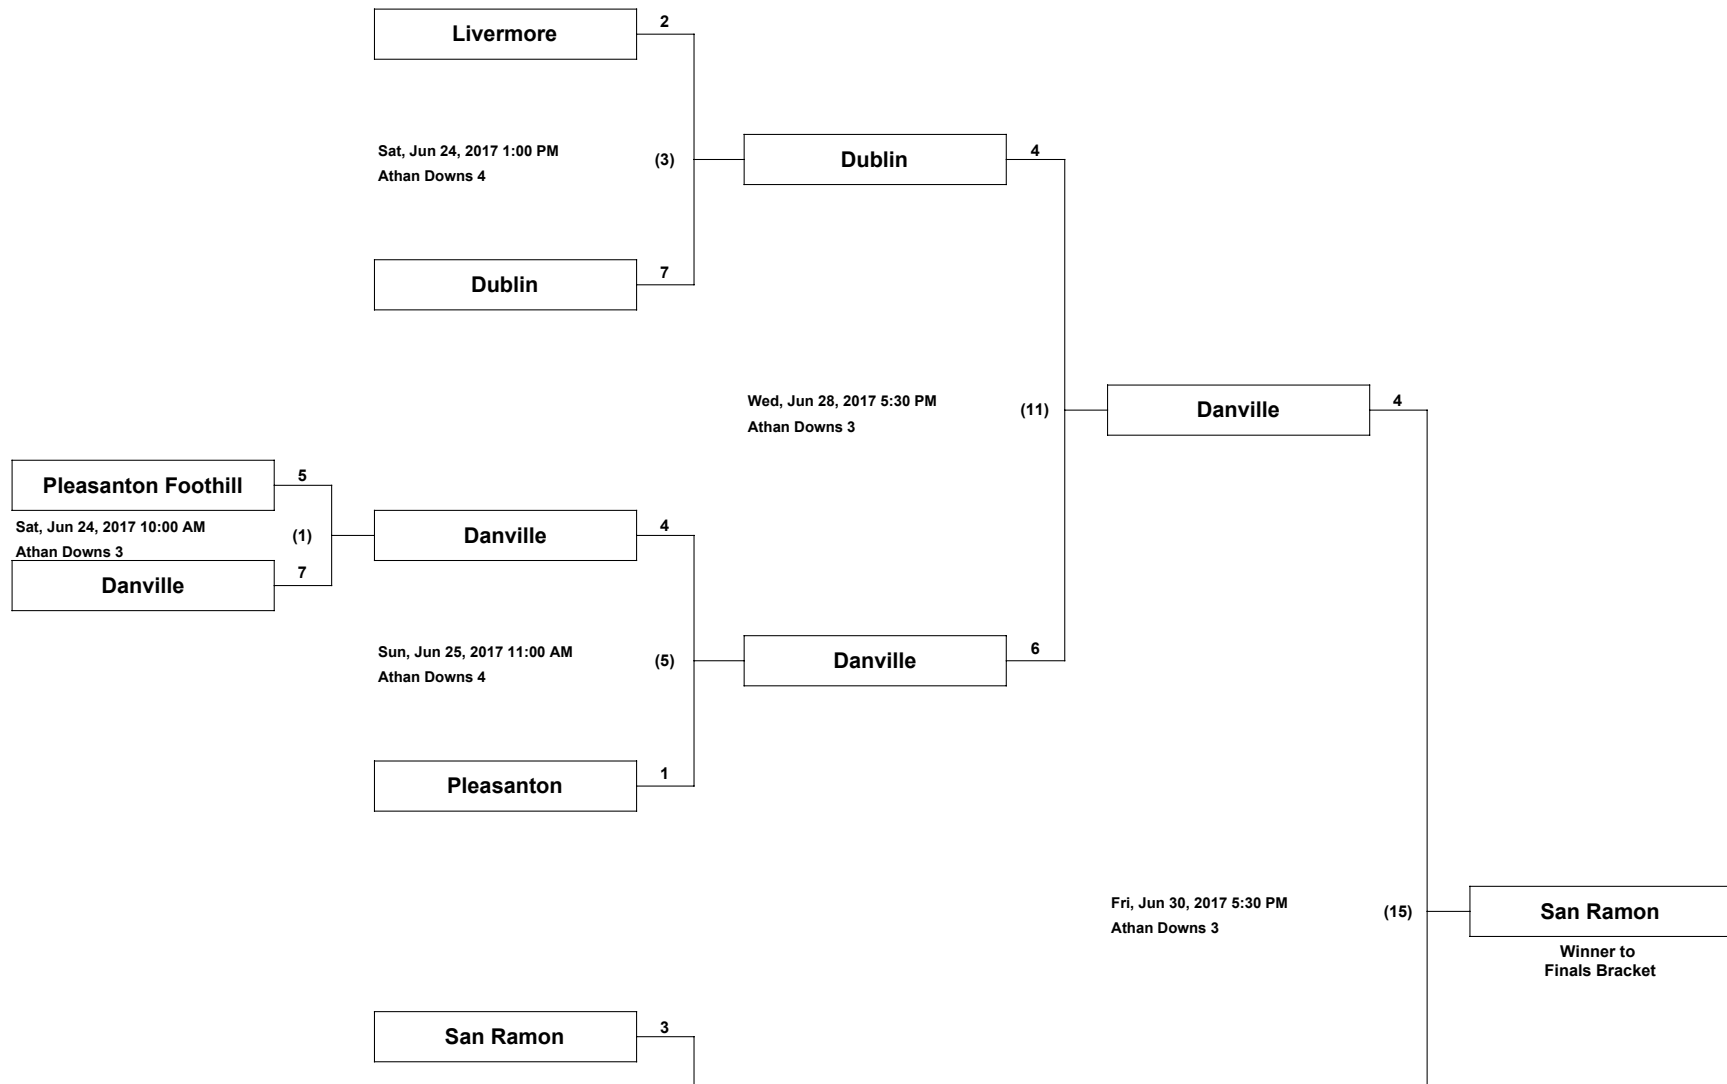 Livermore
2
Sat, Jun 24, 2017 1:00 PM
Athan Downs 4
(3)
Dublin
4
Dublin
7
Wed, Jun 28, 2017 5:30 PM
Athan Downs 3
(11)
Danville
4
Pleasanton Foothill
5
Sat, Jun 24, 2017 10:00 AM
Athan Downs 3
(1)
Danville
7
Danville
4
Sun, Jun 25, 2017 11:00 AM
Athan Downs 4
(5)
Danville
6
Pleasanton
1
Fri, Jun 30, 2017 5:30 PM
Athan Downs 3
(15)
San Ramon
Winner to
Finals Bracket
San Ramon
3